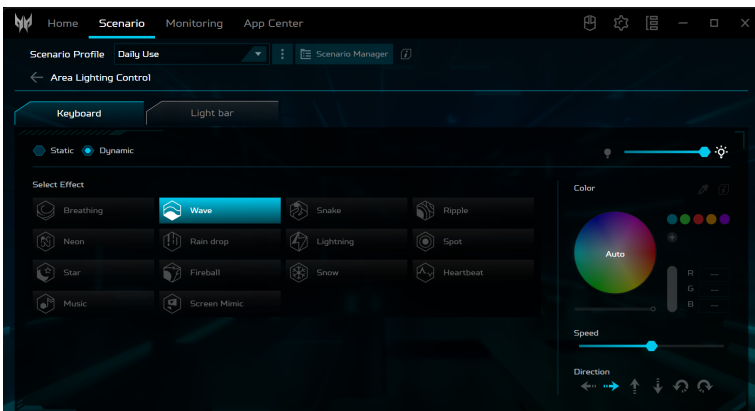 Home Scenario Monitoring App Center
Scenario Profile Daily Use Scenario Manager
Area Lighting Control
Keyboard Light bar
Static Dynamic
Select Effect
Breathing Wave Snake Ripple
Neon Rain drop Lightning Spot
Star Fireball Snow Heartbeat
Music Screen Mimic
Color
Auto
R --
G --
B --
Speed
Direction